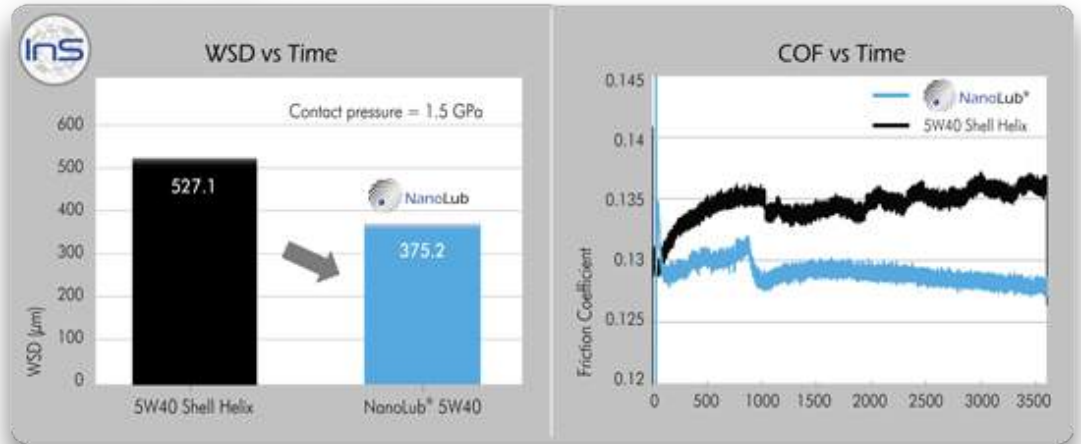 InS
WSD vs Time
Contact pressure = 1.5 GPa
600
500
400
300
200
100
0
WSD (µm)
527.1
NanoLub
375.2
5W40 Shell Helix
NanoLub® 5W40
COF vs Time
0.145
0.14
0.135
0.13
0.125
0.12
Friction Coefficient
NanoLub®
5W40 Shell Helix
0 500 1000 1500 2000 2500 3000 3500